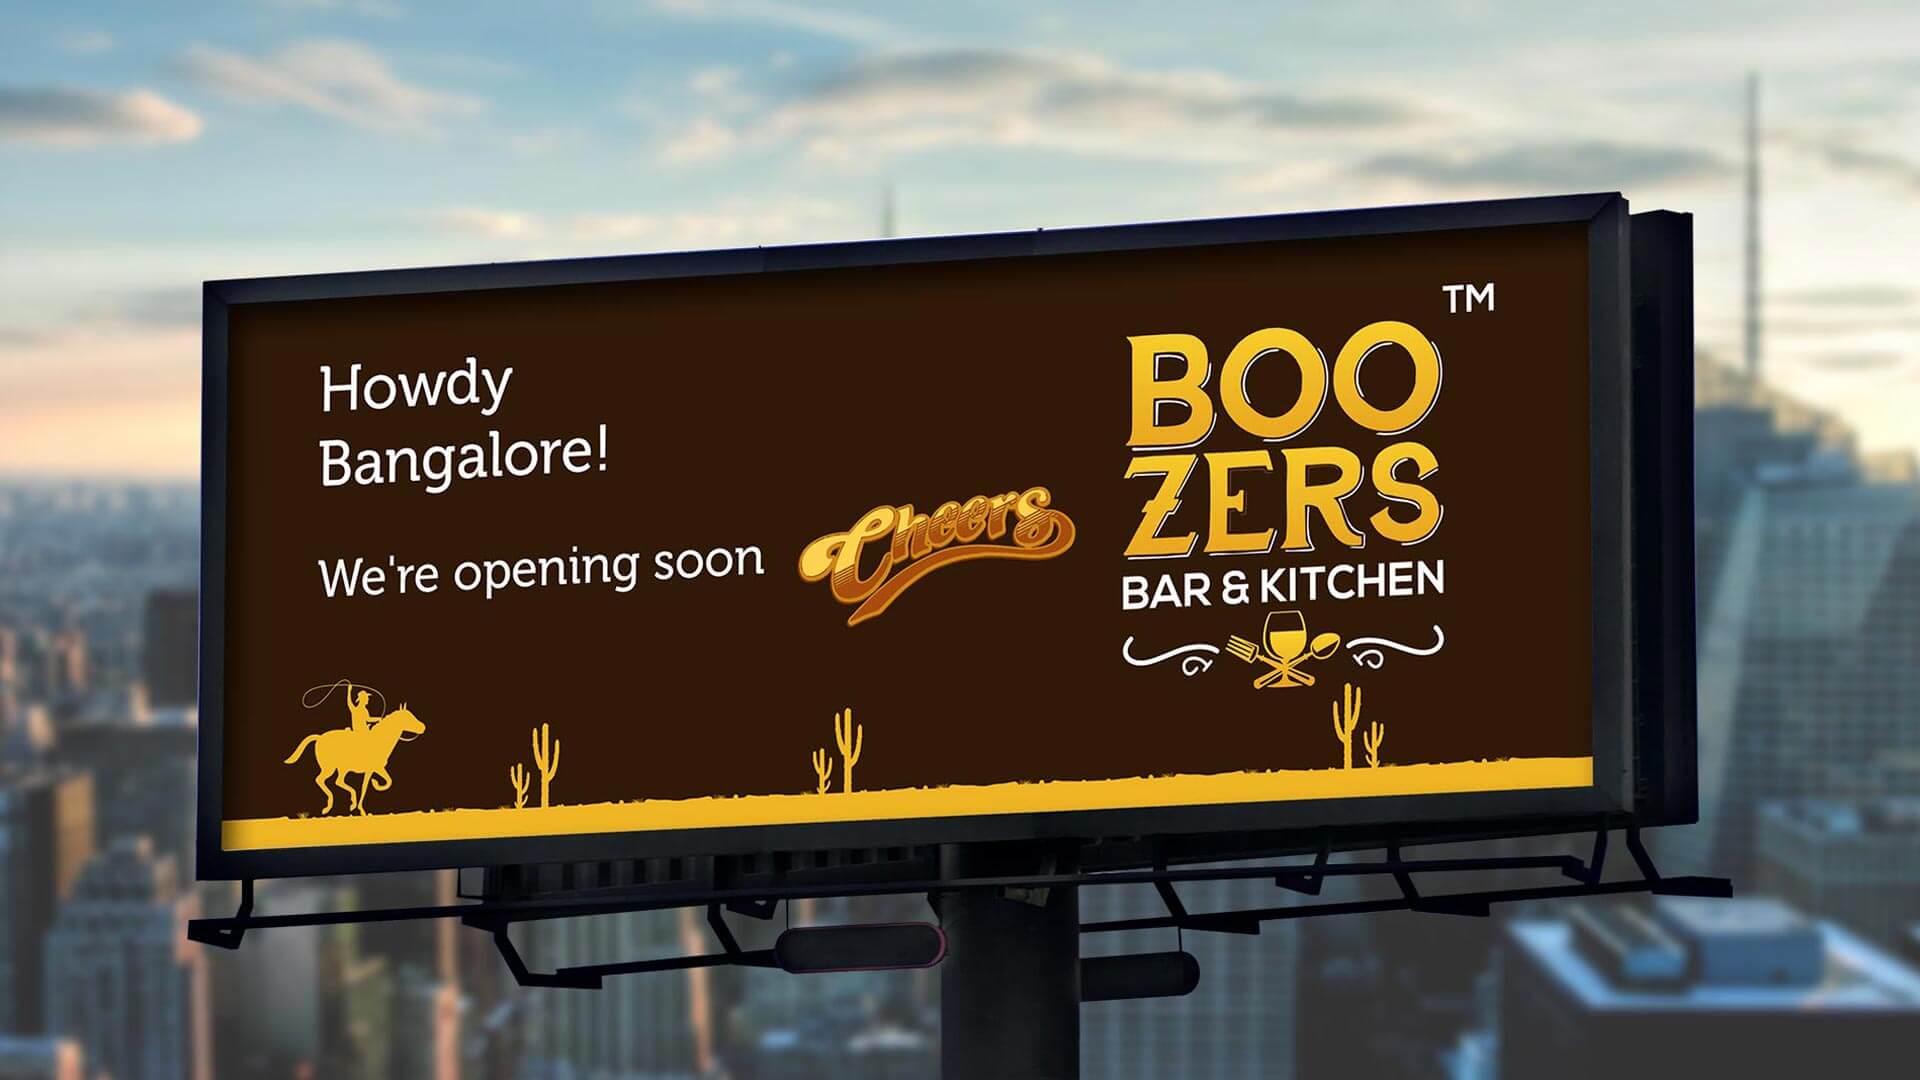 Howdy
Bangalore!
We're opening soon
Cheers
BOO
ZERS
TM
BAR & KITCHEN